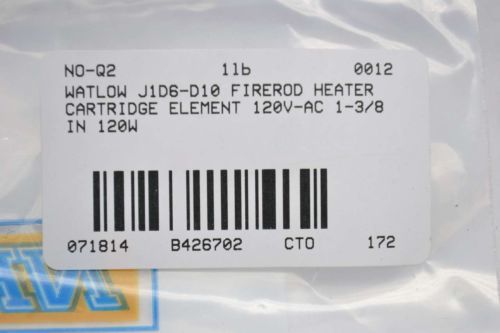 NO-Q2 1lb 0012
WATLOW J1D6-D10 FIREROD HEATER
CARTRIDGE ELEMENT 120V-AC 1-3/8
IN 120W
071814 B426702 CTO 172